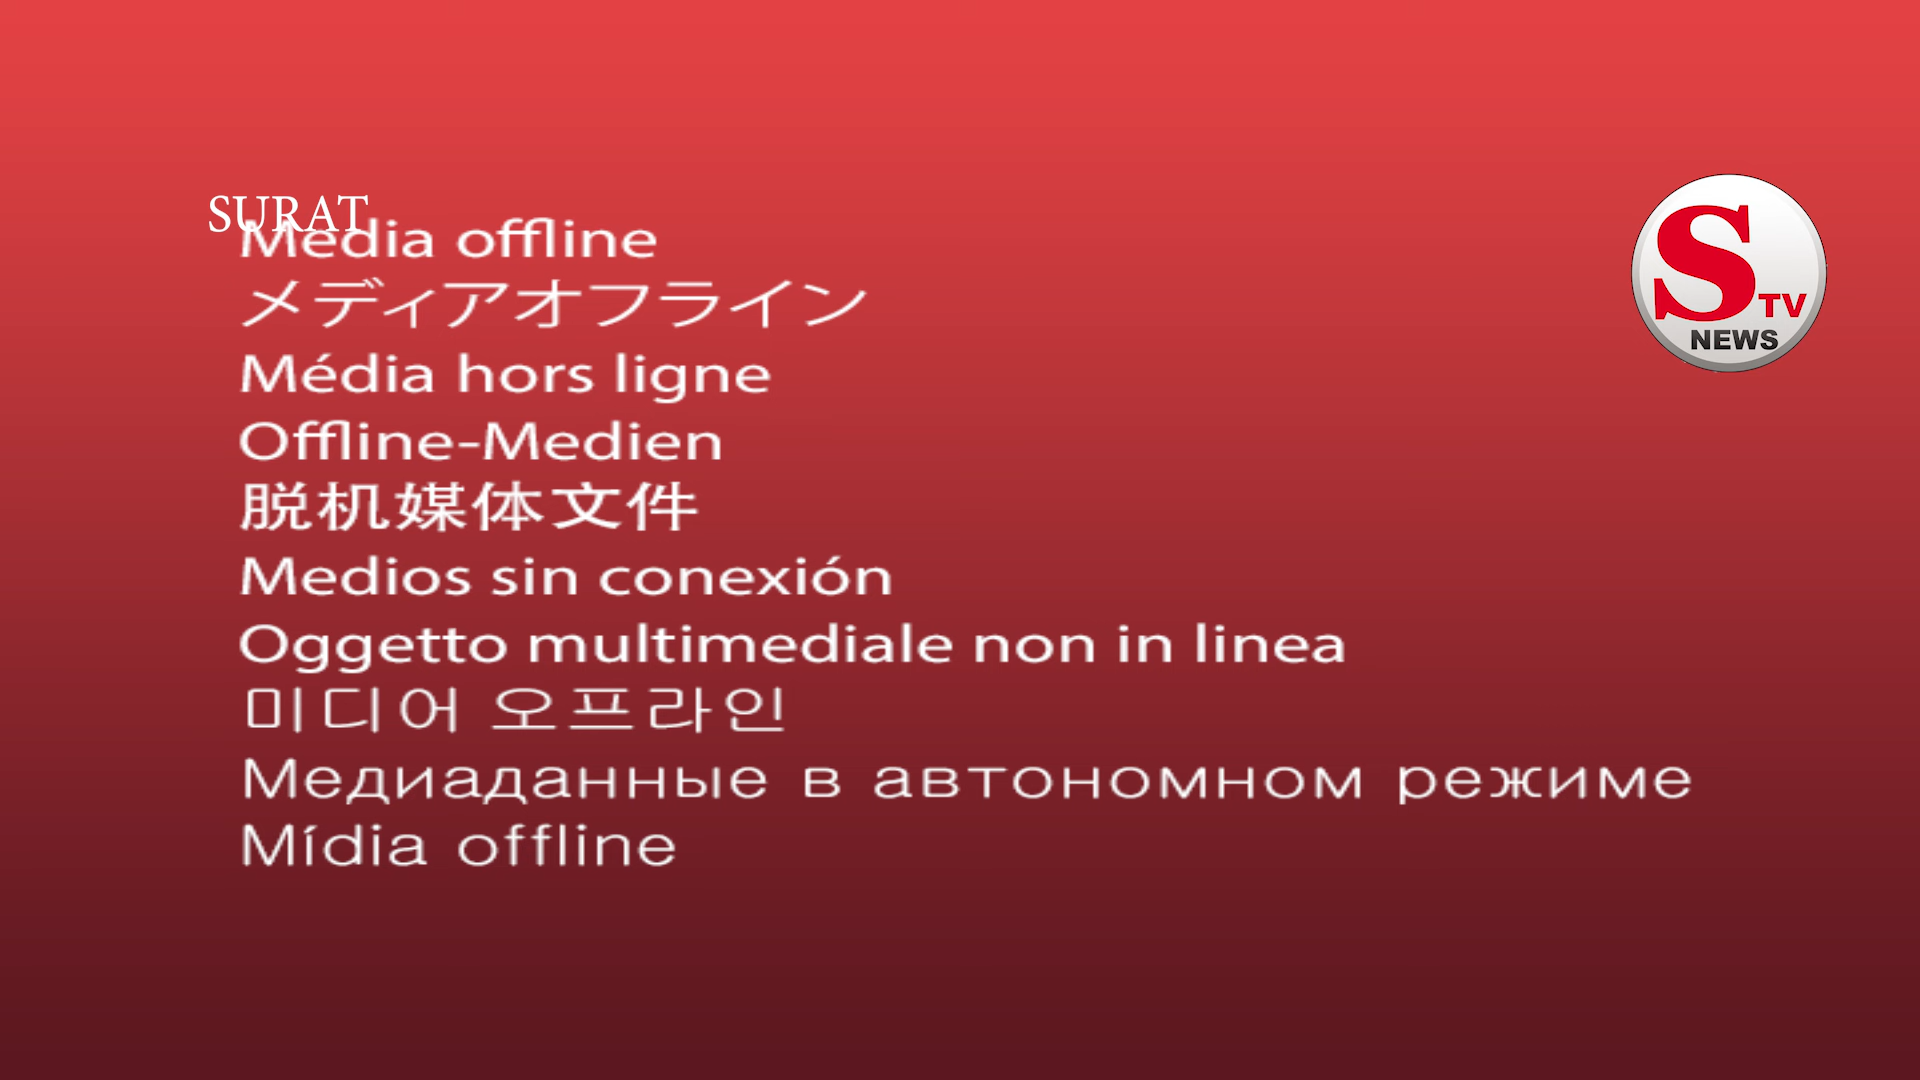 SURAT
Media offline
メディアオフライン
Média hors ligne
Offline-Medien
脱机媒体文件
Medios sin conexión
Oggetto multimediale non in linea
미디어 오프라인
Медиаданные в автономном режиме
Mídia offline
S TV
NEWS